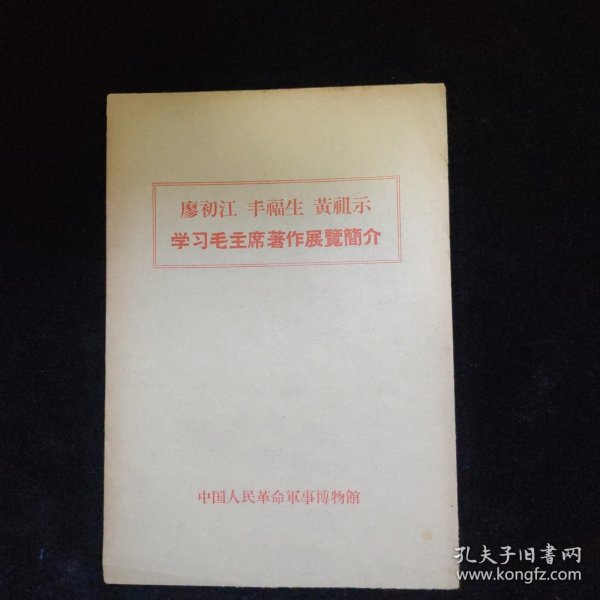 廖初江 丰福生 黃祖示
学习毛主席著作展覽簡介
中国人民革命軍事博物館
孔夫子旧書网
www.kongfz.com